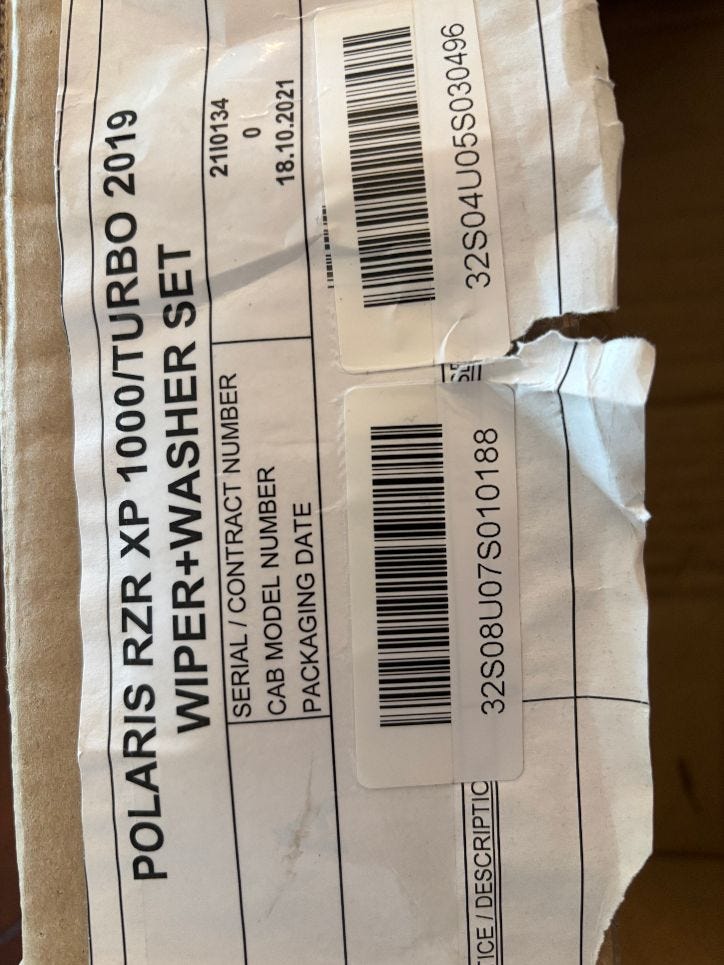 POLARIS RZR XP 1000/TURBO 2019
WIPER+WASHER SET
SERIAL / CONTRACT NUMBER 21I0134
CAB MODEL NUMBER 0
PACKAGING DATE 18.10.2021
32S08U07S010188
32S04U05S030496